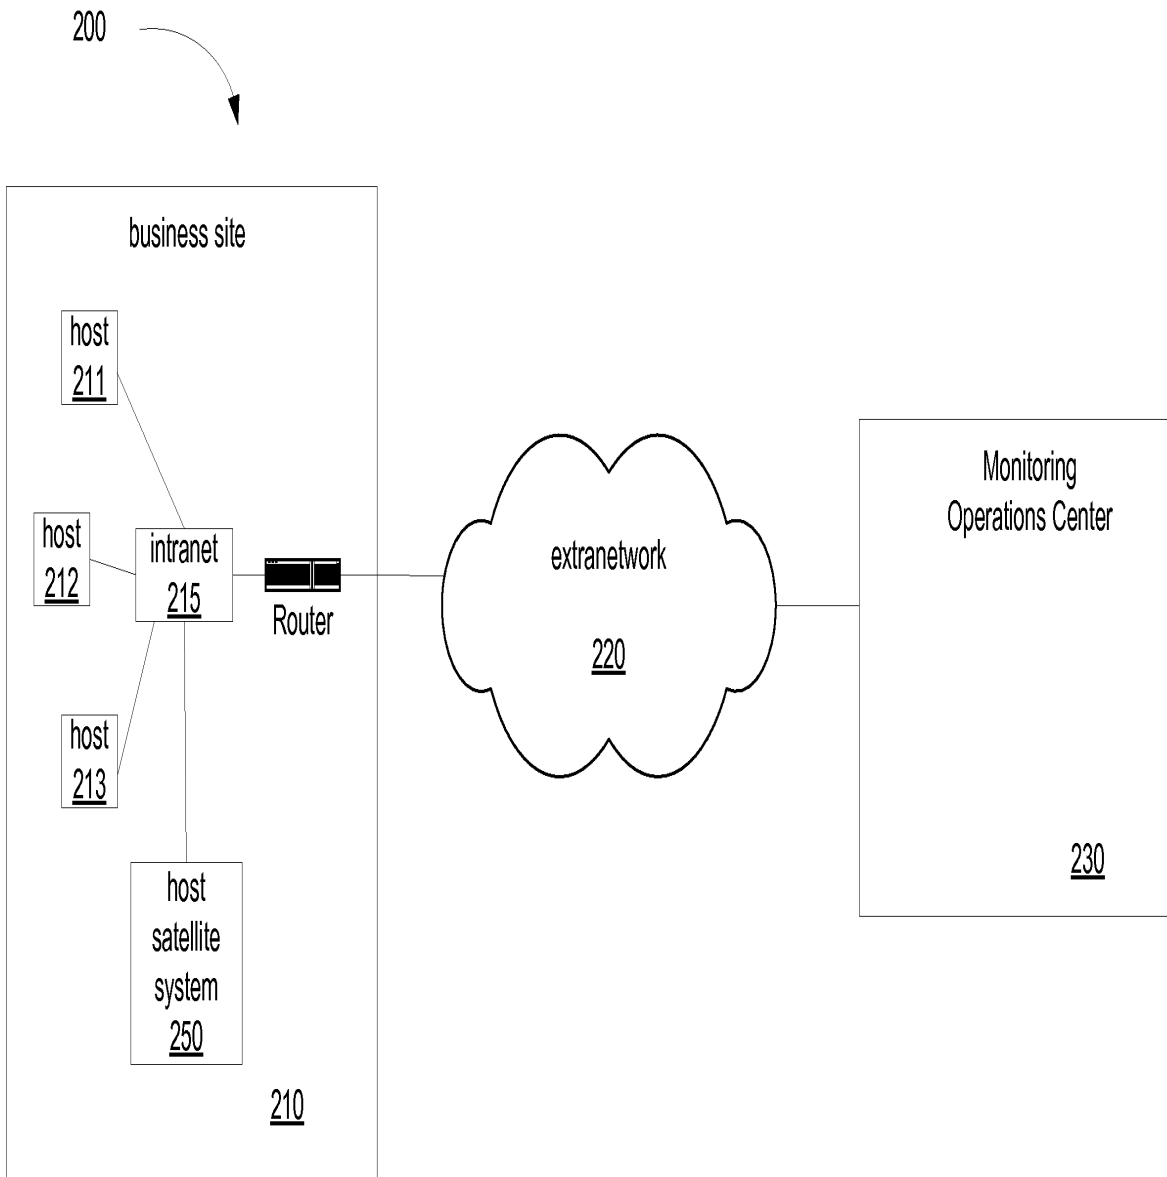 200
business site
host
211
host
212
intranet
215
Router
host
213
host
satellite
system
250
210
extranetwork
220
Monitoring
Operations Center
230